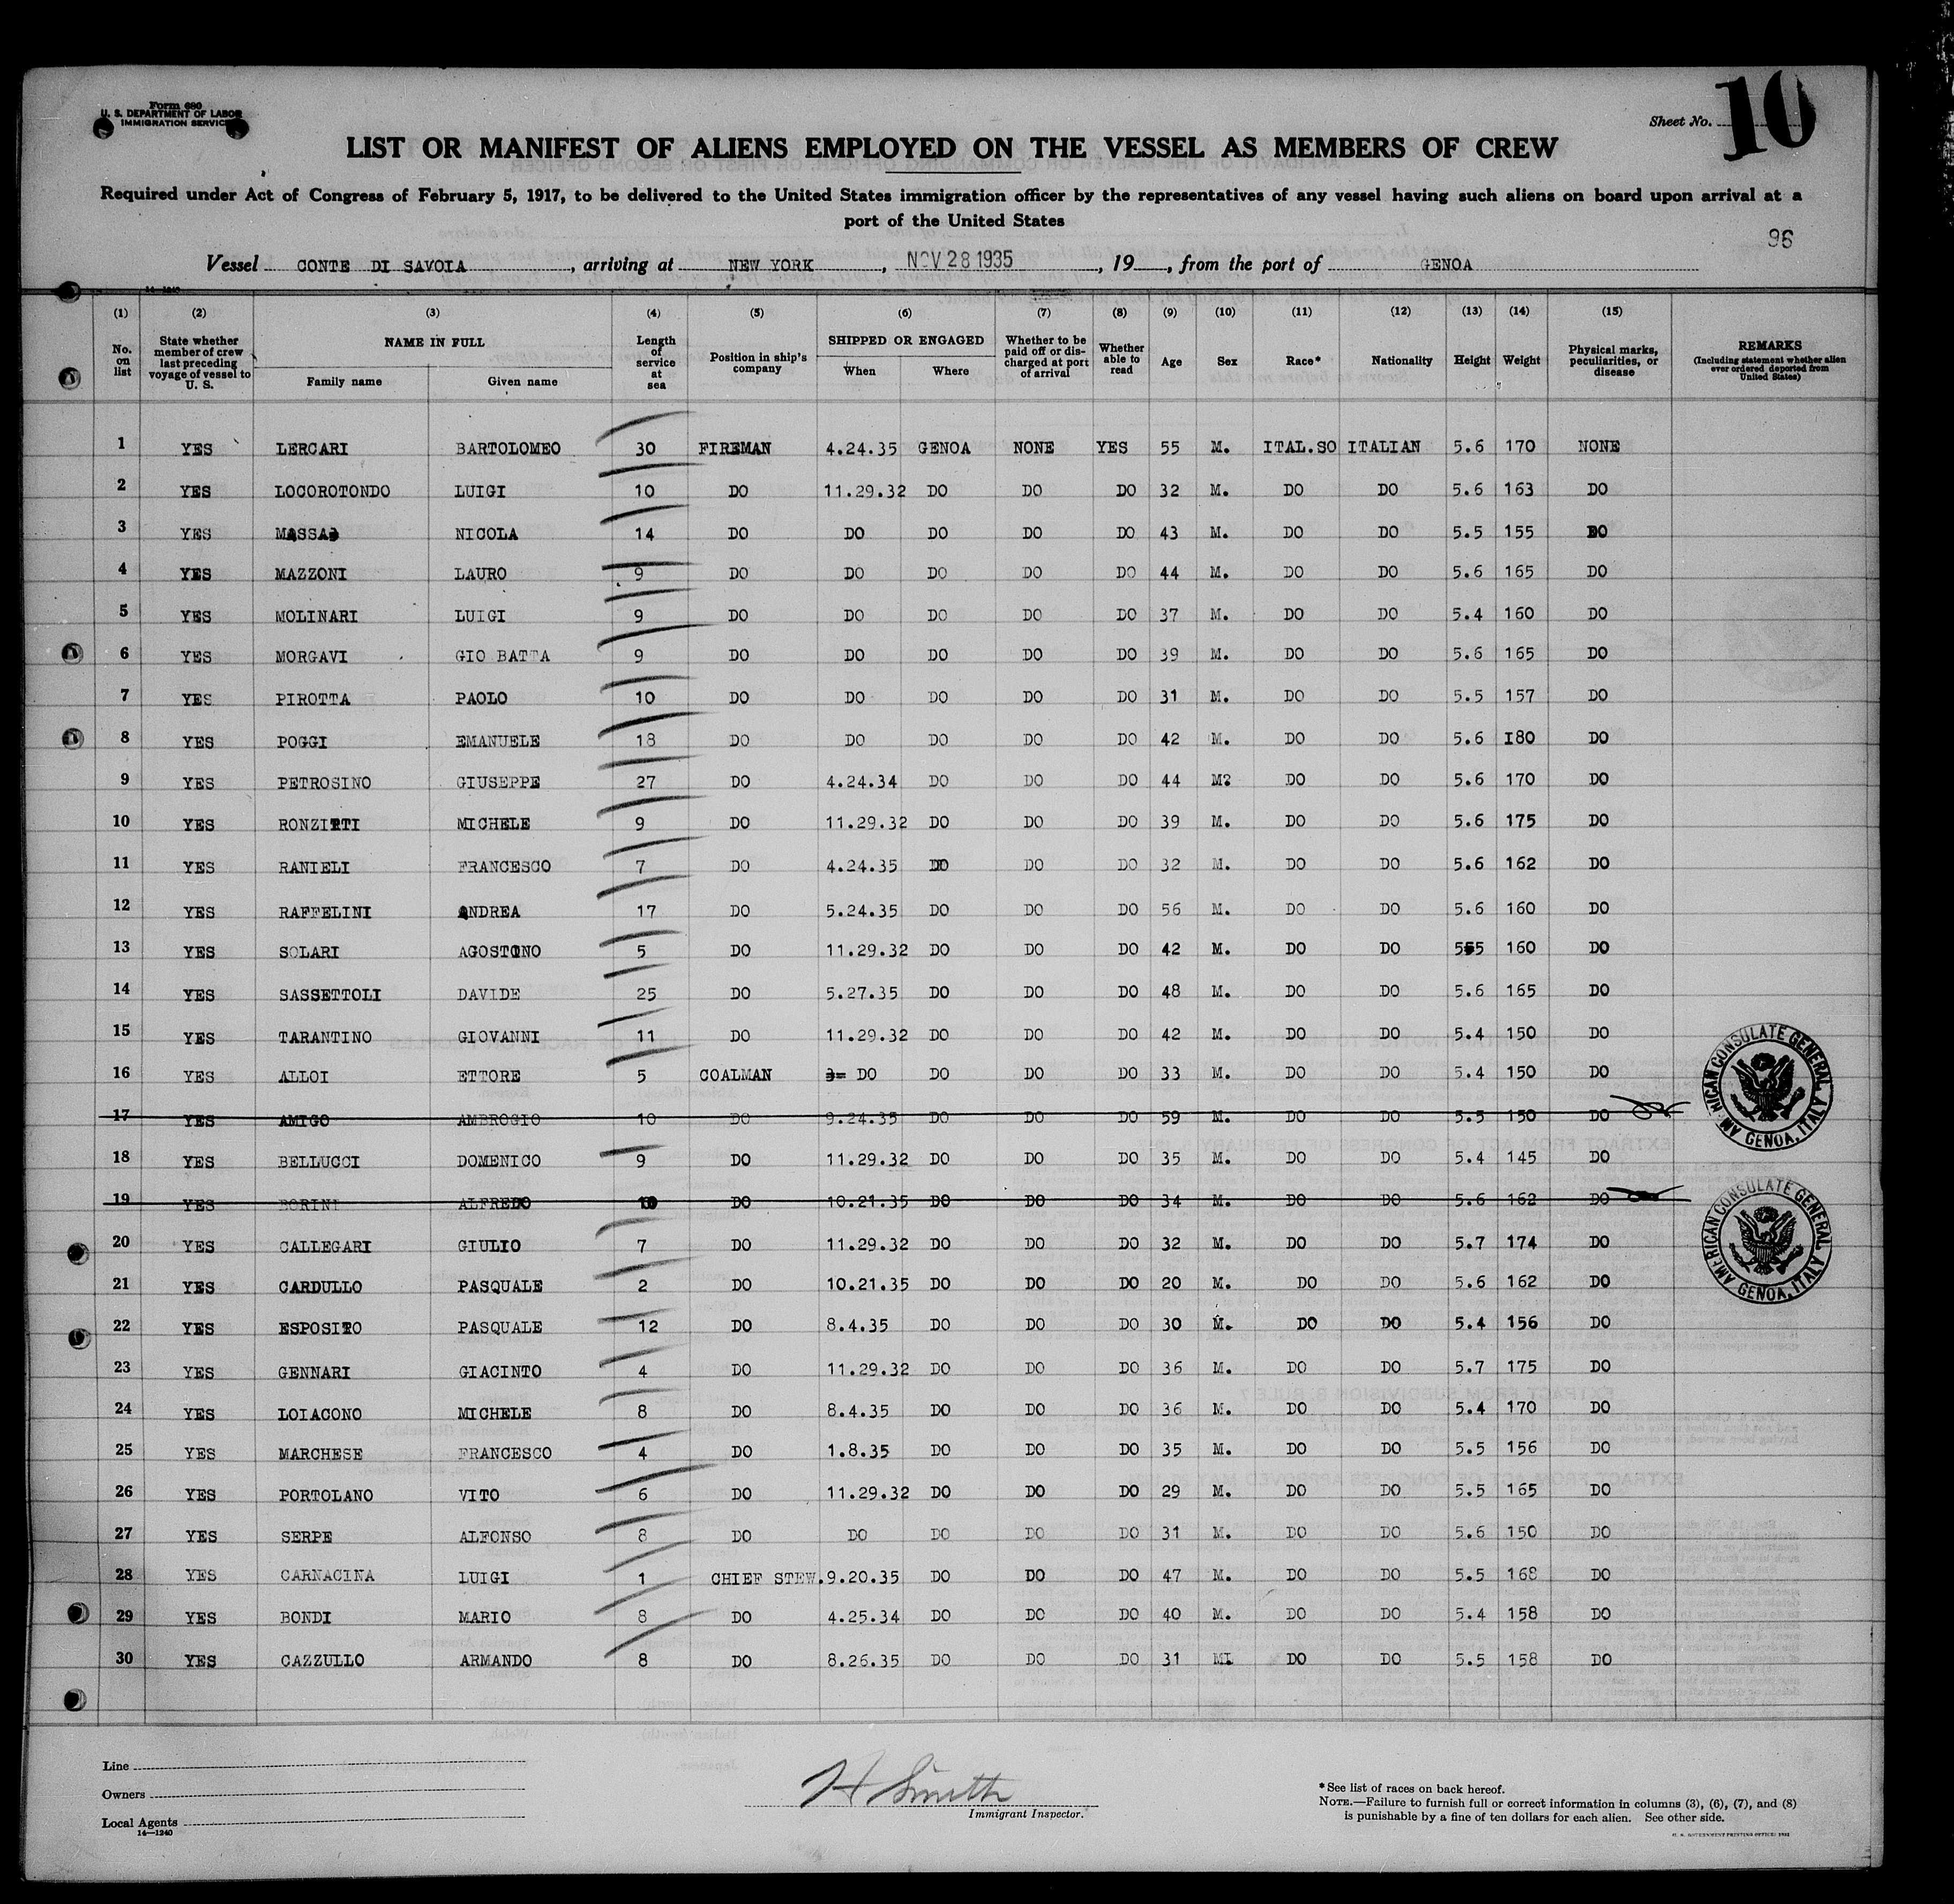 Form 680
U. S. DEPARTMENT OF LABOR
IMMIGRATION SERVICE
Sheet No. 10
LIST OR MANIFEST OF ALIENS EMPLOYED ON THE VESSEL AS MEMBERS OF CREW
Required under Act of Congress of February 5, 1917, to be delivered to the United States immigration officer by the representatives of any vessel having such aliens on board upon arrival at a
port of the United States
96
Vessel CONTE DI SAVOIA, arriving at NEW YORK, NOV 28 1935, 19, from the port of GENOA
(1) (2) (3) (4) (5) (6) (7) (8) (9) (10) (11) (12) (13) (14) (15)
No. on list State whether member of crew last preceding voyage of vessel to U. S. NAME IN FULL Family name Given name Length of service at sea Position in ship's company SHIPPED OR ENGAGED When Where Whether to be paid off or discharged at port of arrival Whether able to read Age Sex Race* Nationality Height Weight Physical marks, peculiarities, or disease REMARKS (Including statement whether alien ever ordered deported from United States)
1 YES LERCARI BARTOLOMEO 30 FIREMAN 4.24.35 GENOA NONE YES 55 M. ITAL.SO ITALIAN 5.6 170 NONE
2 YES LOCOROTONDO LUIGI 10 DO 11.29.32 DO DO DO 32 M. DO DO 5.6 163 DO
3 YES MASSA NICOLA 14 DO DO DO DO DO 43 M. DO DO 5.5 155 DO
4 YES MAZZONI LAURO 9 DO DO DO DO DO 44 M. DO DO 5.6 165 DO
5 YES MOLINARI LUIGI 9 DO DO DO DO DO 37 M. DO DO 5.4 160 DO
6 YES MORGAVI GIO BATTA 9 DO DO DO DO DO 39 M. DO DO 5.6 165 DO
7 YES PIROTTA PAOLO 10 DO DO DO DO DO 31 M. DO DO 5.5 157 DO
8 YES POGGI EMANUELE 18 DO DO DO DO DO 42 M. DO DO 5.6 I80 DO
9 YES PETROSINO GIUSEPPE 27 DO 4.24.34 DO DO DO 44 M? DO DO 5.6 170 DO
10 YES RONZITTI MICHELE 9 DO 11.29.32 DO DO DO 39 M. DO DO 5.6 175 DO
11 YES RANIELI FRANCESCO 7 DO 4.24.35 DO DO DO 32 M. DO DO 5.6 162 DO
12 YES RAFFELINI ANDREA 17 DO 5.24.35 DO DO DO 56 M. DO DO 5.6 160 DO
13 YES SOLARI AGOSTINO 5 DO 11.29.32 DO DO DO 42 M. DO DO 555 160 DO
14 YES SASSETTOLI DAVIDE 25 DO 5.27.35 DO DO DO 48 M. DO DO 5.6 165 DO
15 YES TARANTINO GIOVANNI 11 DO 11.29.32 DO DO DO 42 M. DO DO 5.4 150 DO
16 YES ALLOI ETTORE 5 COALMAN DO DO DO DO 33 M. DO DO 5.4 150 DO
17 YES AMIGO AMBROGIO 10 DO 9.24.35 DO DO DO 59 M. DO DO 5.5 150 DO
AMERICAN CONSULATE GENERAL GENOA, ITALY
18 YES BELLUCCI DOMENICO 9 DO 11.29.32 DO DO DO 35 M. DO DO 5.4 145 DO
19 YES BORINI ALFREDO 10 DO 10.21.35 DO DO DO 34 M. DO DO 5.6 162 DO
AMERICAN CONSULATE GENERAL GENOA, ITALY
20 YES CALLEGARI GIULIO 7 DO 11.29.32 DO DO DO 32 M. DO DO 5.7 174 DO
21 YES CARDULLO PASQUALE 2 DO 10.21.35 DO DO DO 20 M. DO DO 5.6 162 DO
22 YES ESPOSITO PASQUALE 12 DO 8.4.35 DO DO DO 30 M. DO DO 5.4 156 DO
23 YES GENNARI GIACINTO 4 DO 11.29.32 DO DO DO 36 M. DO DO 5.7 175 DO
24 YES LOIACONO MICHELE 8 DO 8.4.35 DO DO DO 36 M. DO DO 5.4 170 DO
25 YES MARCHESE FRANCESCO 4 DO 1.8.35 DO DO DO 35 M. DO DO 5.5 156 DO
26 YES PORTOLANO VITO 6 DO 11.29.32 DO DO DO 29 M. DO DO 5.5 165 DO
27 YES SERPE ALFONSO 8 DO DO DO DO DO 31 M. DO DO 5.6 150 DO
28 YES CARNACINA LUIGI 1 CHIEF STEW. 9.20.35 DO DO DO 47 M. DO DO 5.5 168 DO
29 YES BONDI MARIO 8 DO 4.25.34 DO DO DO 40 M. DO DO 5.4 158 DO
30 YES CAZZULLO ARMANDO 8 DO 8.26.35 DO DO DO 31 MI DO DO 5.5 158 DO
Line
Owners
Local Agents
14—1240
H Smith
Immigrant Inspector.
* See list of races on back hereof.
NOTE.—Failure to furnish full or correct information in columns (3), (6), (7), and (8)
is punishable by a fine of ten dollars for each alien. See other side.